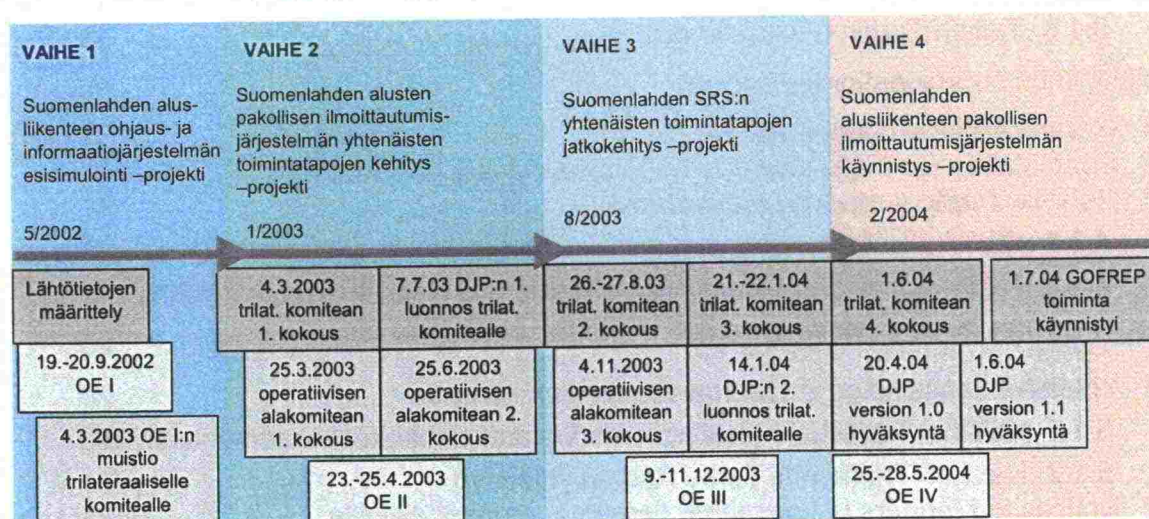 VAIHE 1
Suomenlahden alus-
liikenteen ohjaus- ja
informaatiojärjestelmän
esisimulointi –projekti
5/2002
VAIHE 2
Suomenlahden alusten
pakollisen ilmoittautumis-
järjestelmän yhtenäisten
toimintatapojen kehitys
–projekti
1/2003
VAIHE 3
Suomenlahden SRS:n
yhtenäisten toimintatapojen
jatkokehitys –projekti
8/2003
VAIHE 4
Suomenlahden
alusliikenteen pakollisen
ilmoittautumisjärjestelmän
käynnistys –projekti
2/2004
Lähtötietojen
määrittely
19.-20.9.2002
OE I
4.3.2003 OE I:n
muistio
trilateraaliselle
komitealle
4.3.2003
trilat. komitean
1. kokous
7.7.03 DJP:n 1.
luonnos trilat.
komitealle
25.3.2003
operatiivisen
alakomitean
1. kokous
25.6.2003
operatiivisen
alakomitean 2.
kokous
23.-25.4.2003
OE II
26.-27.8.03
trilat. komitean
2. kokous
21.-22.1.04
trilat. komitean
3. kokous
4.11.2003
operatiivisen
alakomitean
3. kokous
14.1.04
DJP:n 2.
luonnos trilat.
komitealle
9.-11.12.2003
OE III
1.6.04
trilat. komitean
4. kokous
1.7.04 GOFREP
toiminta
käynnistyi
20.4.04
DJP
version 1.0
hyväksyntä
1.6.04
DJP
version 1.1
hyväksyntä
25.-28.5.2004
OE IV